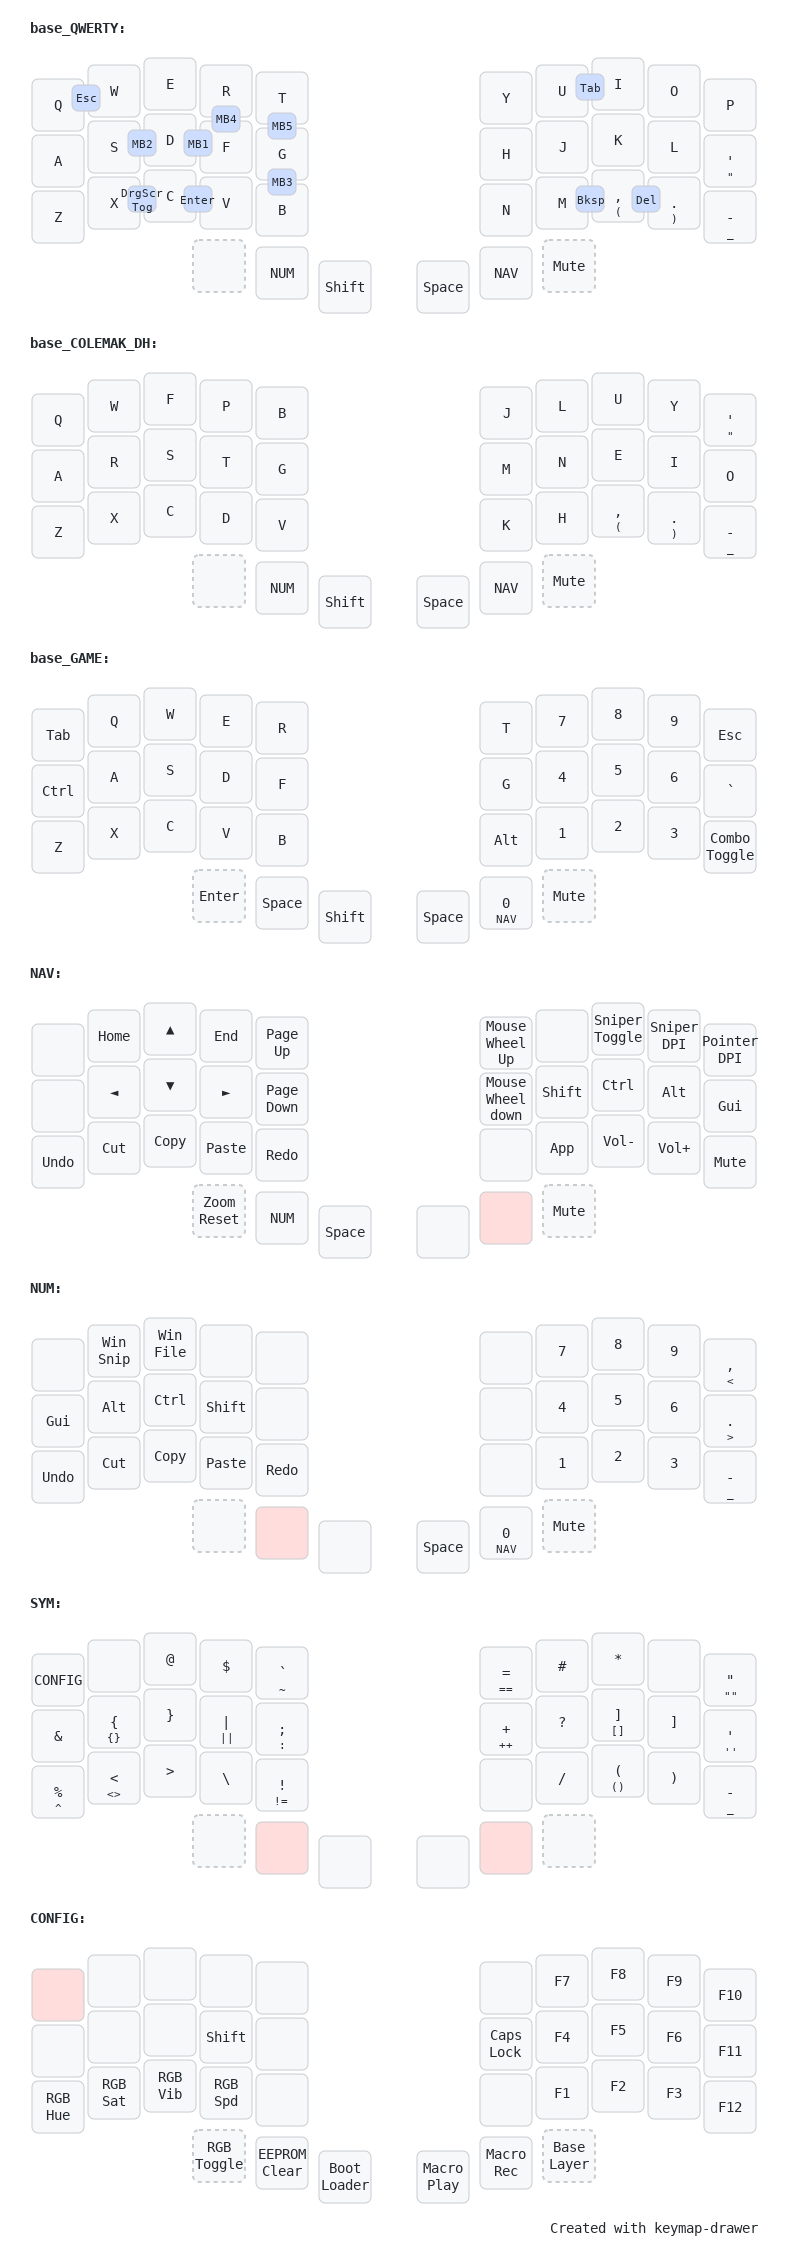 base_QWERTY:
Q Esc W E R T Y U Tab I O P
MB4 MB5
A S MB2 D MB1 F G H J K L ' "
MB3
Z X DrgScr Tog C Enter V B N M Bksp , ( Del . ) - _
NUM Shift Space NAV Mute
base_COLEMAK_DH:
Q W F P B J L U Y ' "
A R S T G M N E I O
Z X C D V K H , ( . ) - _
NUM Shift Space NAV Mute
base_GAME:
Tab Q W E R T 7 8 9 Esc
Ctrl A S D F G 4 5 6 `
Z X C V B Alt 1 2 3 Combo Toggle
Enter Space Shift Space 0 NAV Mute
NAV:
Home ▲ End Page Up Mouse Wheel Up Sniper Toggle Sniper DPI Pointer DPI
◄ ▼ ► Page Down Mouse Wheel down Shift Ctrl Alt Gui
Undo Cut Copy Paste Redo App Vol- Vol+ Mute
Zoom Reset NUM Space Mute
NUM:
Win Snip Win File 7 8 9 , <
Gui Alt Ctrl Shift 4 5 6 . >
Undo Cut Copy Paste Redo 1 2 3 - _
Space 0 NAV Mute
SYM:
CONFIG @ $ ` ~ = == # * " ""
& { {} } | || ; : + ++ ? ] [] ] ' ''
% ^ < <> > \ ! != / ( () ) - _
CONFIG:
F7 F8 F9 F10
Shift Caps Lock F4 F5 F6 F11
RGB Hue RGB Sat RGB Vib RGB Spd F1 F2 F3 F12
RGB Toggle EEPROM Clear Boot Loader Macro Play Macro Rec Base Layer
Created with keymap-drawer